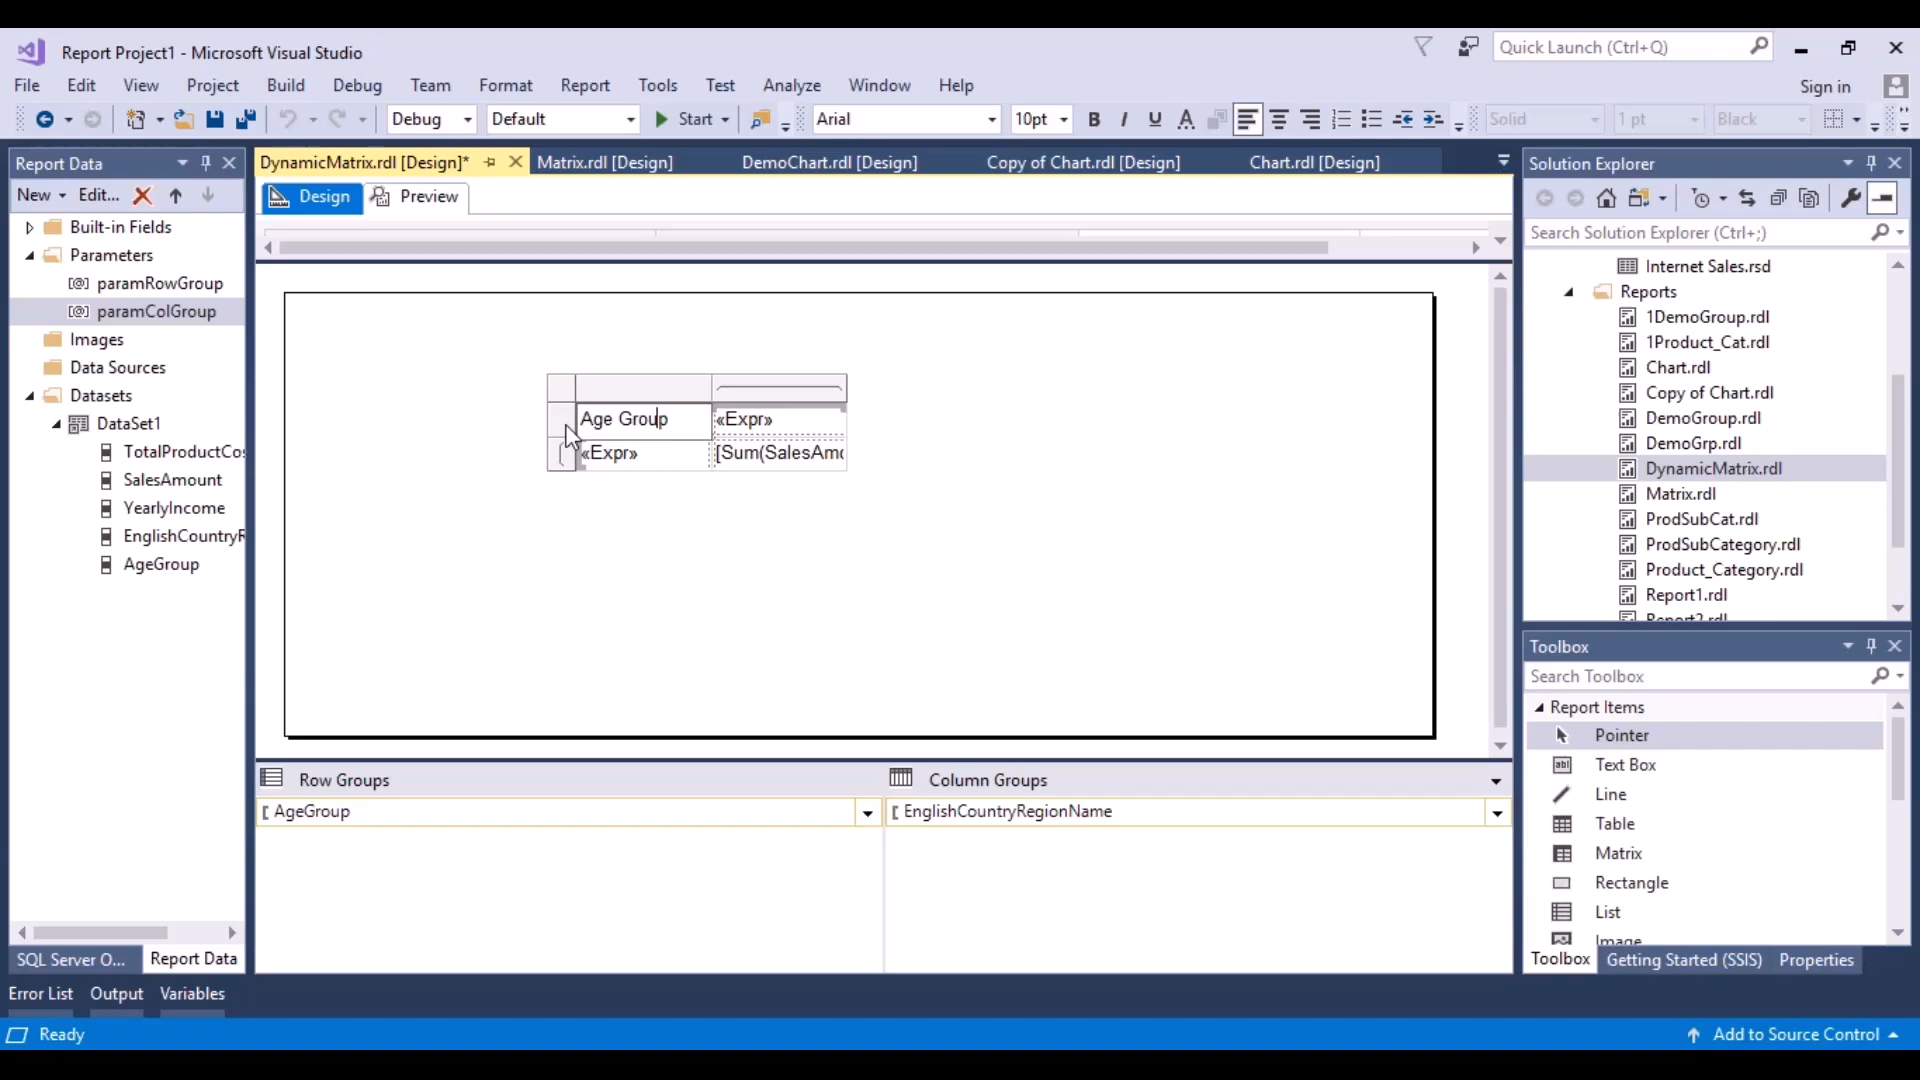 Report Project1 - Microsoft Visual Studio
Quick Launch (Ctrl+Q)
File Edit View Project Build Debug Team Format Report Tools Test Analyze Window Help
Sign in
Debug Default Start Arial 10pt B I U A Solid 1 pt Black
Report Data
New Edit...
Built-in Fields
Parameters
[@] paramRowGroup
[@] paramColGroup
Images
Data Sources
Datasets
DataSet1
TotalProductCos
SalesAmount
YearlyIncome
EnglishCountryR
AgeGroup
SQL Server O... Report Data
DynamicMatrix.rdl [Design]* Matrix.rdl [Design] DemoChart.rdl [Design] Copy of Chart.rdl [Design] Chart.rdl [Design]
Design Preview
Age Group «Expr»
«Expr» [Sum(SalesAmo
Row Groups
[ AgeGroup
Column Groups
[ EnglishCountryRegionName
Solution Explorer
Search Solution Explorer (Ctrl+;)
Internet Sales.rsd
Reports
1DemoGroup.rdl
1Product_Cat.rdl
Chart.rdl
Copy of Chart.rdl
DemoGroup.rdl
DemoGrp.rdl
DynamicMatrix.rdl
Matrix.rdl
ProdSubCat.rdl
ProdSubCategory.rdl
Product_Category.rdl
Report1.rdl
Report2.rdl
Toolbox
Search Toolbox
Report Items
Pointer
abl Text Box
Line
Table
Matrix
Rectangle
List
Image
Toolbox Getting Started (SSIS) Properties
Error List Output Variables
Ready
Add to Source Control